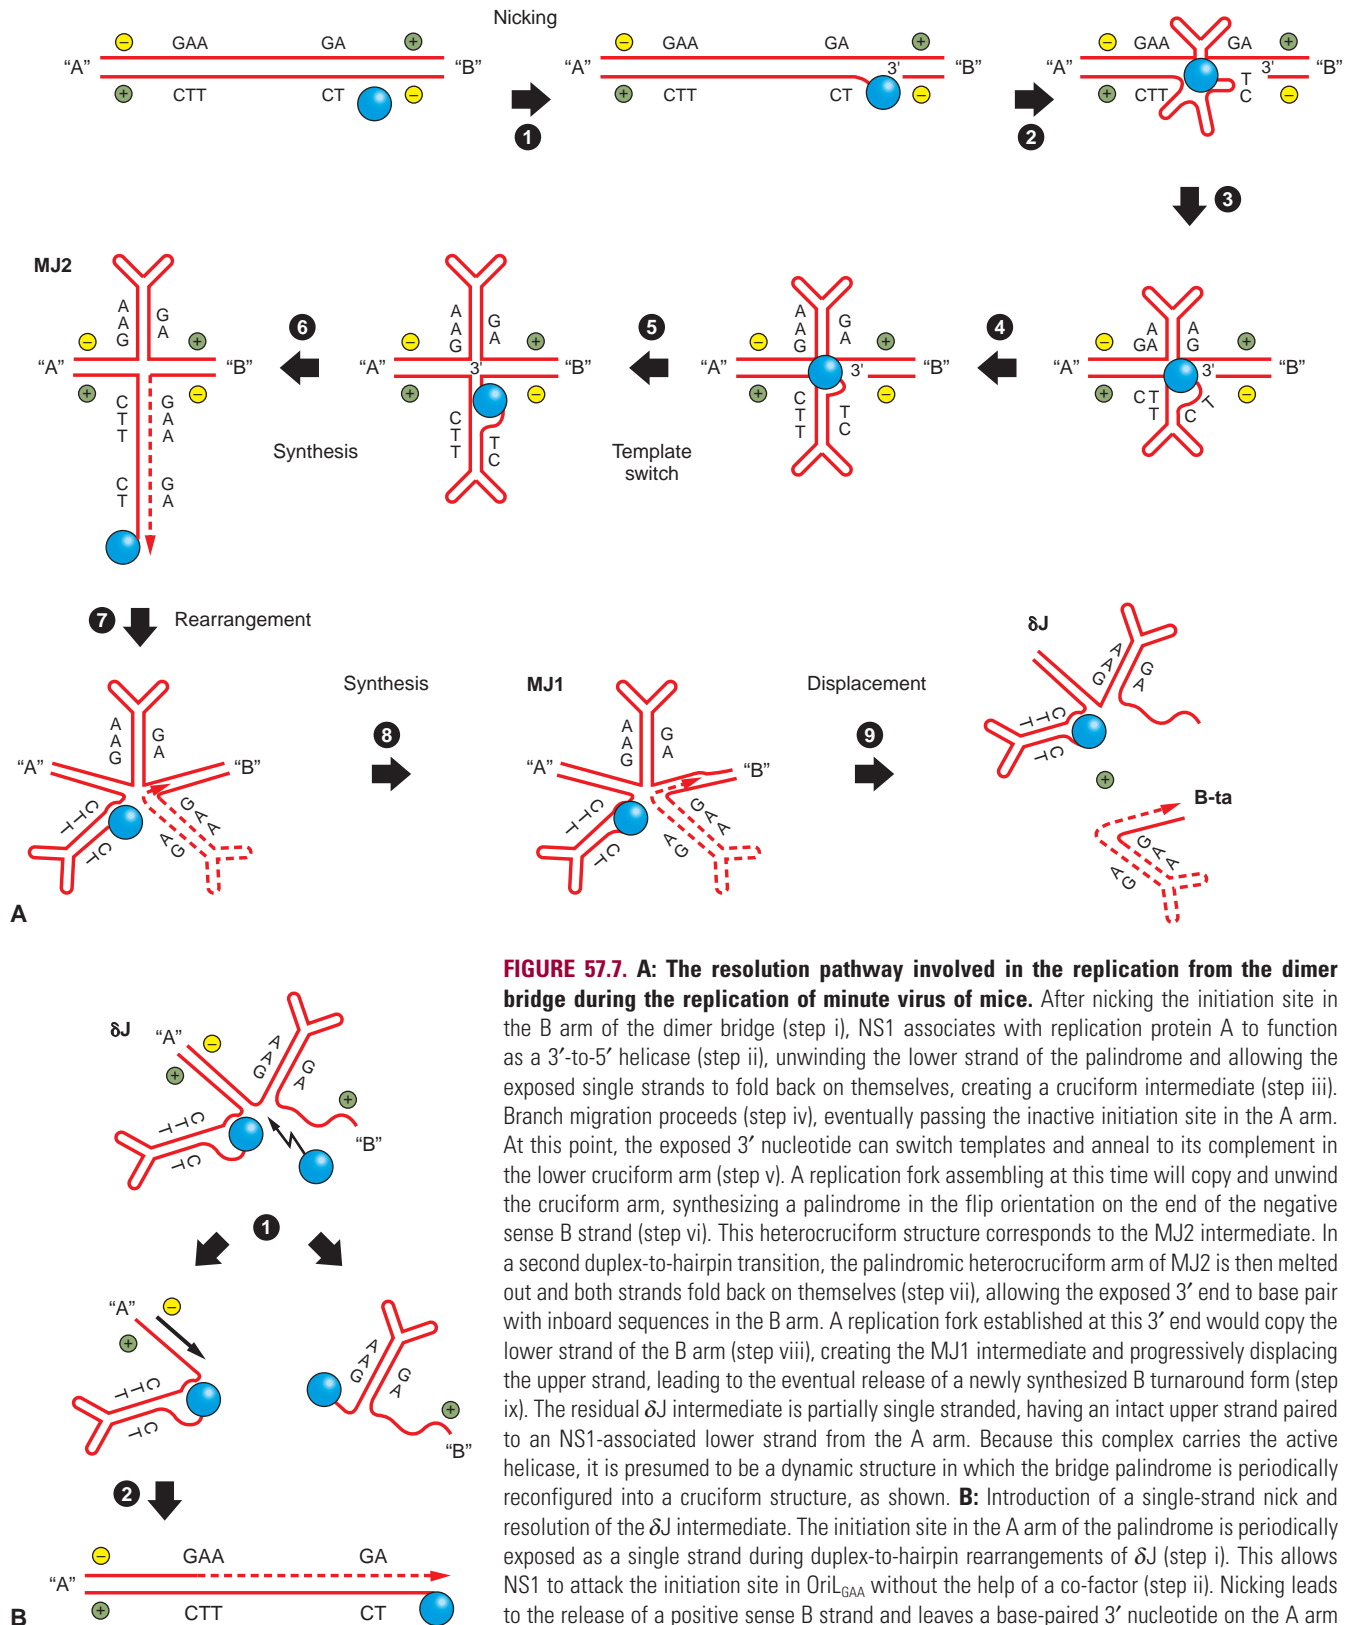 Nicking
− GAA GA +
"A" "B"
+ CTT CT −
1
− GAA GA +
"A" 3' "B"
+ CTT CT −
2
− GAA GA +
"A" T 3' "B"
+ CTT C −
3
MJ2
A A G G A
− +
"A" "B"
+ −
C T T G A A
C T G A
6
Synthesis
A A G G A
− +
"A" 3' "B"
+ −
C T T T C
5
Template
switch
A A G G A
− +
"A" 3' "B"
+ −
C T T T C
4
A G A A G
− +
"A" 3' "B"
+ −
C T T C T
7 Rearrangement
A A G G A
"A" "B"
CTT GAA
CT GA
Synthesis
8
MJ1
A A G G A
"A" "B"
CTT GAA
CT GA
Displacement
9
δJ
A A G G A
CTT
CT
+
B-ta
GAA
GA
A
δJ
"A" −
+
A A G G A
CTT
CT
+
"B"
1
"A" −
+
CTT
CT
A A G G A
+
"B"
2
− GAA GA
"A"
+ CTT CT
B
FIGURE 57.7. A: The resolution pathway involved in the replication from the dimer
bridge during the replication of minute virus of mice. After nicking the initiation site in
the B arm of the dimer bridge (step i), NS1 associates with replication protein A to function
as a 3′-to-5′ helicase (step ii), unwinding the lower strand of the palindrome and allowing the
exposed single strands to fold back on themselves, creating a cruciform intermediate (step iii).
Branch migration proceeds (step iv), eventually passing the inactive initiation site in the A arm.
At this point, the exposed 3′ nucleotide can switch templates and anneal to its complement in
the lower cruciform arm (step v). A replication fork assembling at this time will copy and unwind
the cruciform arm, synthesizing a palindrome in the flip orientation on the end of the negative
sense B strand (step vi). This heterocruciform structure corresponds to the MJ2 intermediate. In
a second duplex-to-hairpin transition, the palindromic heterocruciform arm of MJ2 is then melted
out and both strands fold back on themselves (step vii), allowing the exposed 3′ end to base pair
with inboard sequences in the B arm. A replication fork established at this 3′ end would copy the
lower strand of the B arm (step viii), creating the MJ1 intermediate and progressively displacing
the upper strand, leading to the eventual release of a newly synthesized B turnaround form (step
ix). The residual δJ intermediate is partially single stranded, having an intact upper strand paired
to an NS1-associated lower strand from the A arm. Because this complex carries the active
helicase, it is presumed to be a dynamic structure in which the bridge palindrome is periodically
reconfigured into a cruciform structure, as shown. B: Introduction of a single-strand nick and
resolution of the δJ intermediate. The initiation site in the A arm of the palindrome is periodically
exposed as a single strand during duplex-to-hairpin rearrangements of δJ (step i). This allows
NS1 to attack the initiation site in OriL<sub>GAA</sub> without the help of a co-factor (step ii). Nicking leads
to the release of a positive sense B strand and leaves a base-paired 3′ nucleotide on the A arm